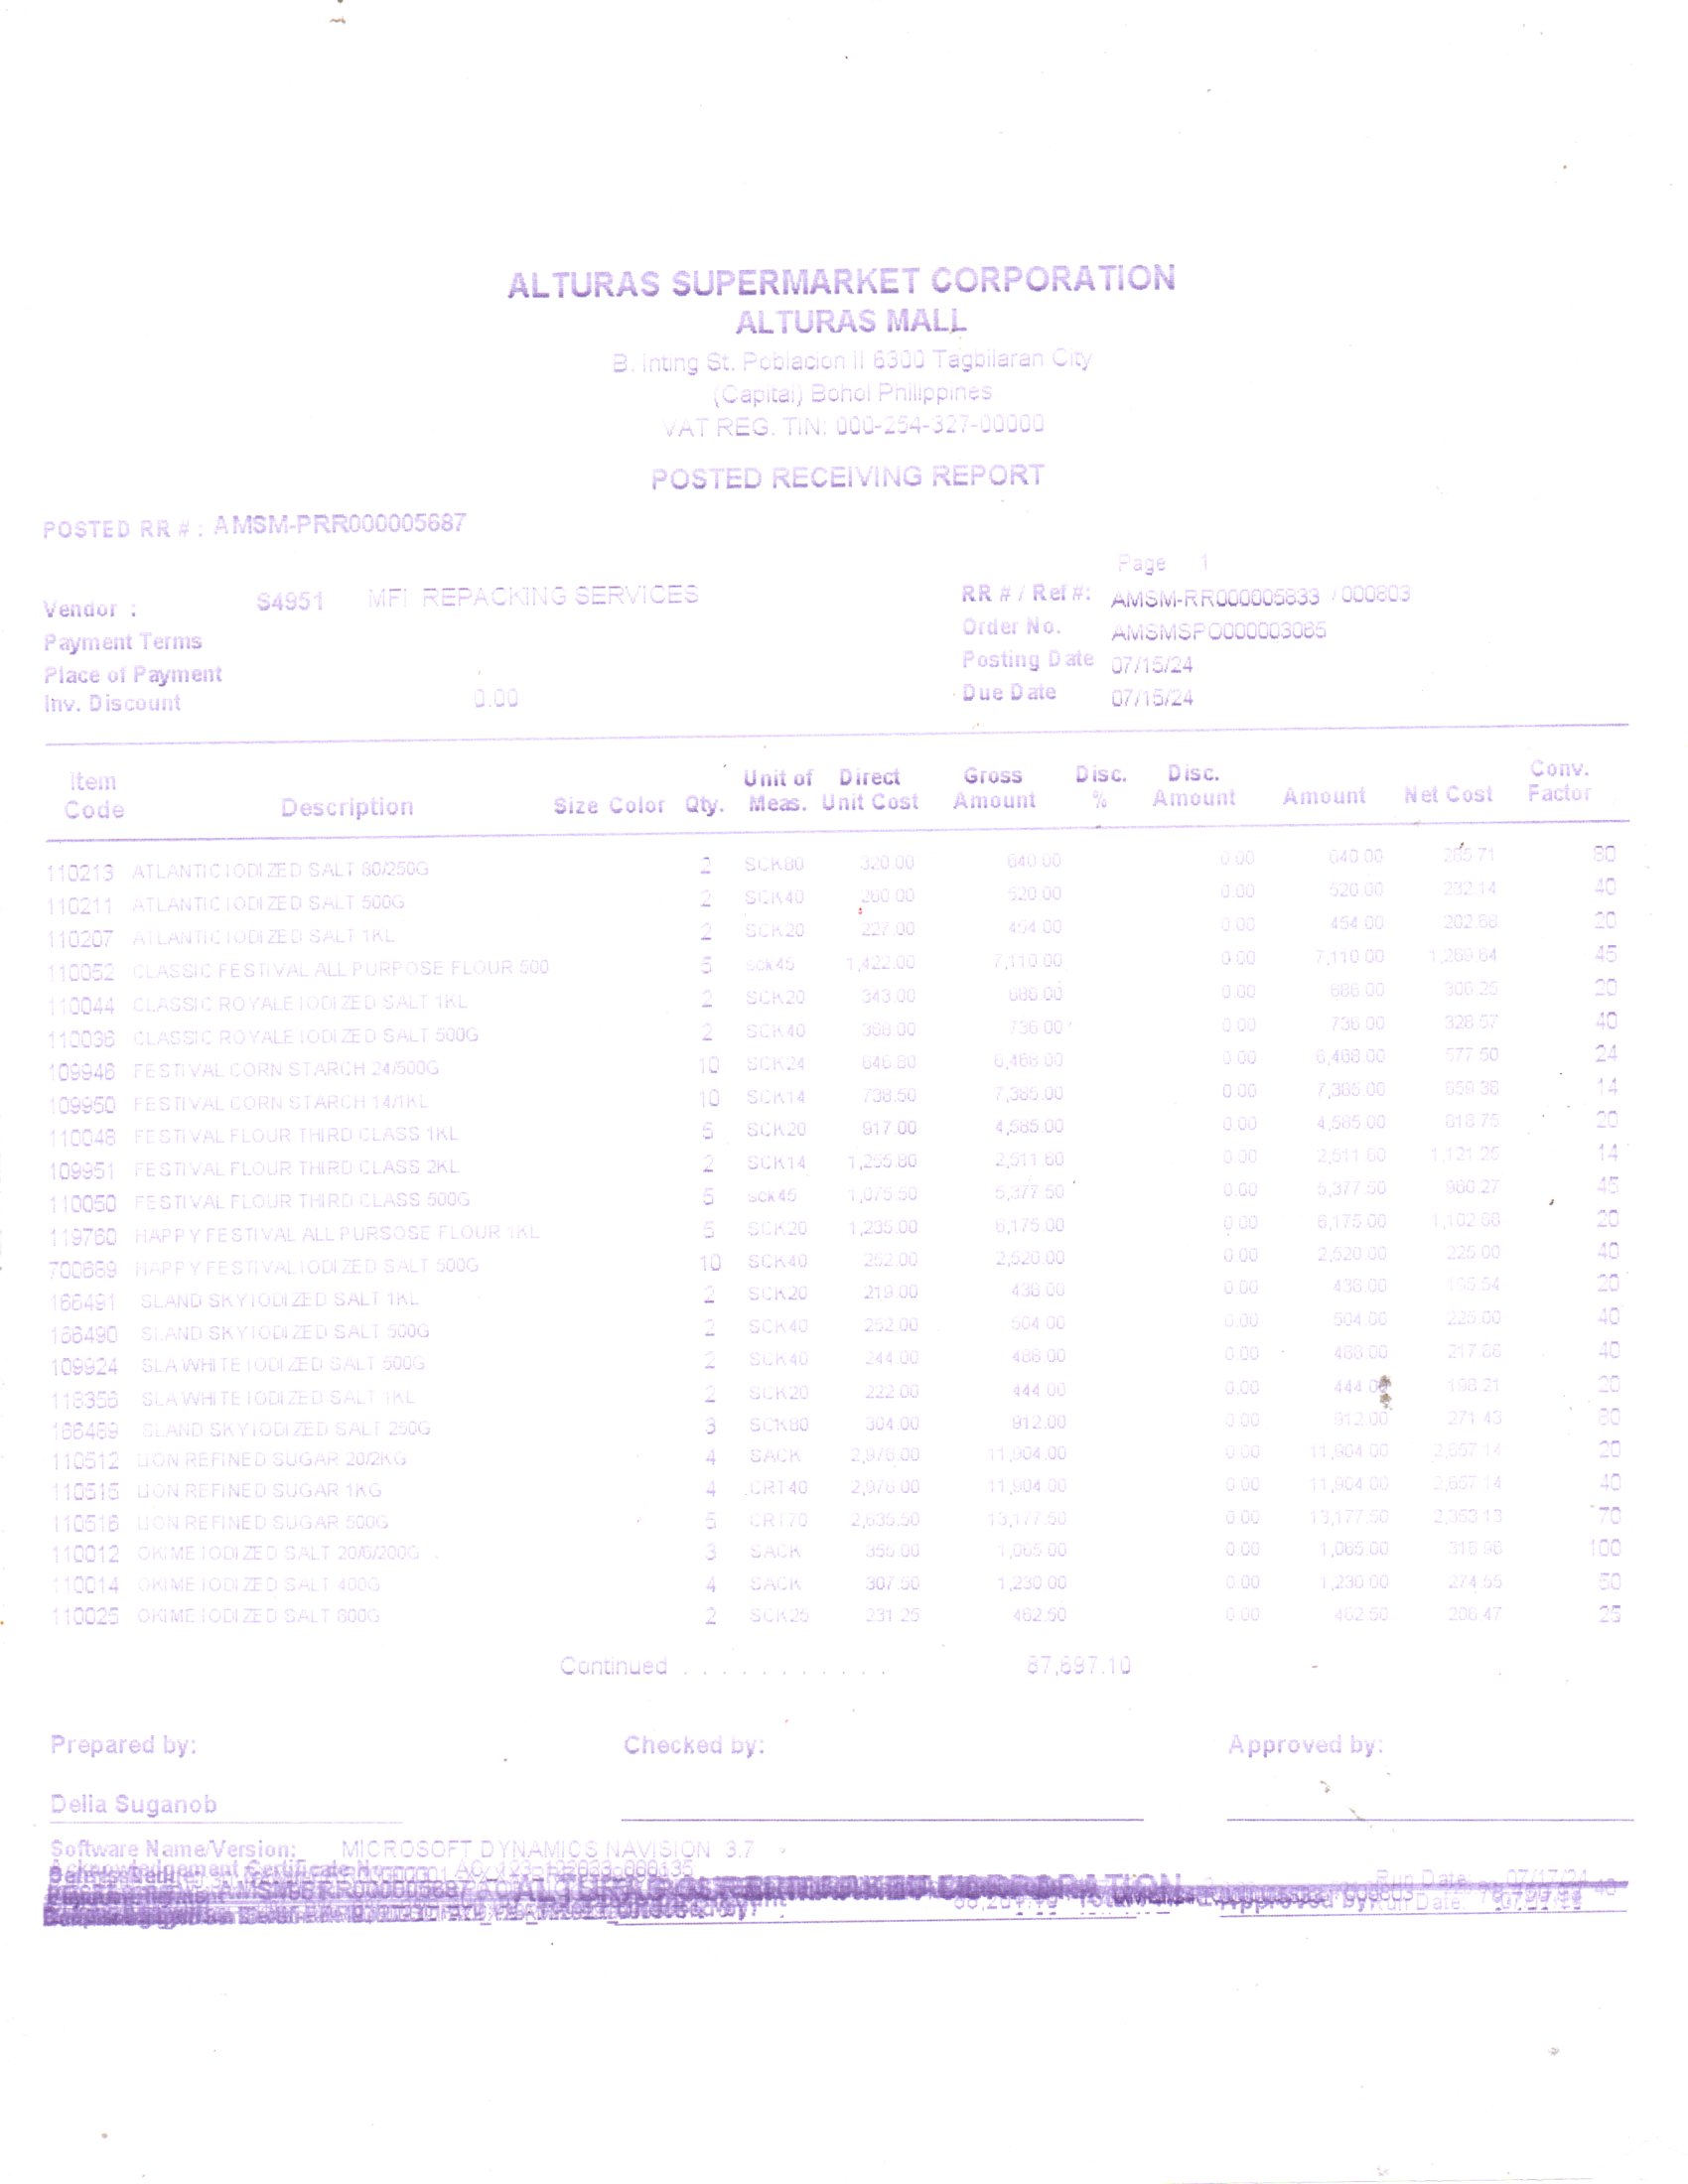 ALTURAS SUPERMARKET CORPORATION
ALTURAS MALL
B. Inting St. Poblacion II 6300 Tagbilaran City
(Capital) Bohol Philippines
VAT REG. TIN: 000-254-327-00000
POSTED RECEIVING REPORT
POSTED RR # : AMSM-PRR000005687
Page 1
Vendor : S4951 MFI REPACKING SERVICES RR # / Ref #: AMSM-RR000005833 / 000803
Payment Terms Order No. AMSMSPO000003065
Place of Payment Posting Date 07/15/24
Inv. Discount 0.00 Due Date 07/15/24
Item Code Description Size Color Qty. Unit of Meas. Direct Unit Cost Gross Amount Disc. % Disc. Amount Amount Net Cost Conv. Factor
110213 ATLANTIC IODIZED SALT 80/250G 2 SCK80 320.00 640.00 0.00 640.00 285.71 80
110211 ATLANTIC IODIZED SALT 500G 2 SCK40 260.00 520.00 0.00 520.00 232.14 40
110207 ATLANTIC IODIZED SALT 1KL 2 SCK20 227.00 454.00 0.00 454.00 202.68 20
110052 CLASSIC FESTIVAL ALL PURPOSE FLOUR 500 5 sck45 1,422.00 7,110.00 0.00 7,110.00 1,269.64 45
110044 CLASSIC ROYALE IODIZED SALT 1KL 2 SCK20 343.00 686.00 0.00 686.00 306.25 20
110036 CLASSIC ROYALE IODIZED SALT 500G 2 SCK40 368.00 736.00 0.00 736.00 328.57 40
109946 FESTIVAL CORN STARCH 24/500G 10 SCK24 646.80 6,468.00 0.00 6,468.00 577.50 24
109950 FESTIVAL CORN STARCH 14/1KL 10 SCK14 738.50 7,385.00 0.00 7,385.00 659.38 14
110048 FESTIVAL FLOUR THIRD CLASS 1KL 5 SCK20 917.00 4,585.00 0.00 4,585.00 818.75 20
109951 FESTIVAL FLOUR THIRD CLASS 2KL 2 SCK14 1,255.80 2,511.60 0.00 2,511.60 1,121.25 14
110050 FESTIVAL FLOUR THIRD CLASS 500G 5 sck45 1,075.50 5,377.50 0.00 5,377.50 960.27 45
119760 HAPPY FESTIVAL ALL PURSOSE FLOUR 1KL 5 SCK20 1,235.00 6,175.00 0.00 6,175.00 1,102.68 20
700669 HAPPY FESTIVAL IODIZED SALT 500G 10 SCK40 252.00 2,520.00 0.00 2,520.00 225.00 40
166491 SLAND SKY IODIZED SALT 1KL 2 SCK20 219.00 438.00 0.00 438.00 195.54 20
166490 SLAND SKY IODIZED SALT 500G 2 SCK40 252.00 504.00 0.00 504.00 225.00 40
109924 SLA WHITE IODIZED SALT 500G 2 SCK40 244.00 488.00 0.00 488.00 217.86 40
118356 SLA WHITE IODIZED SALT 1KL 2 SCK20 222.00 444.00 0.00 444.00 198.21 20
166489 SLAND SKY IODIZED SALT 250G 3 SCK80 304.00 912.00 0.00 912.00 271.43 80
110512 LION REFINED SUGAR 20/2KG 4 SACK 2,976.00 11,904.00 0.00 11,904.00 2,657.14 20
110515 LION REFINED SUGAR 1KG 4 CRT40 2,976.00 11,904.00 0.00 11,904.00 2,657.14 40
110516 LION REFINED SUGAR 500G 5 CRT70 2,635.50 13,177.50 0.00 13,177.50 2,353.13 70
110012 OKIME IODIZED SALT 20/6/200G 3 SACK 355.00 1,065.00 0.00 1,065.00 316.96 100
110014 OKIME IODIZED SALT 400G 4 SACK 307.50 1,230.00 0.00 1,230.00 274.55 50
110025 OKIME IODIZED SALT 800G 2 SCK25 231.25 462.50 0.00 462.50 206.47 25
Continued . . . . . . . . . . . 87,697.10
Prepared by: Checked by: Approved by:
Delia Suganob
Software Name/Version: MICROSOFT DYNAMICS NAVISION 3.7
Run Date 07/17/24